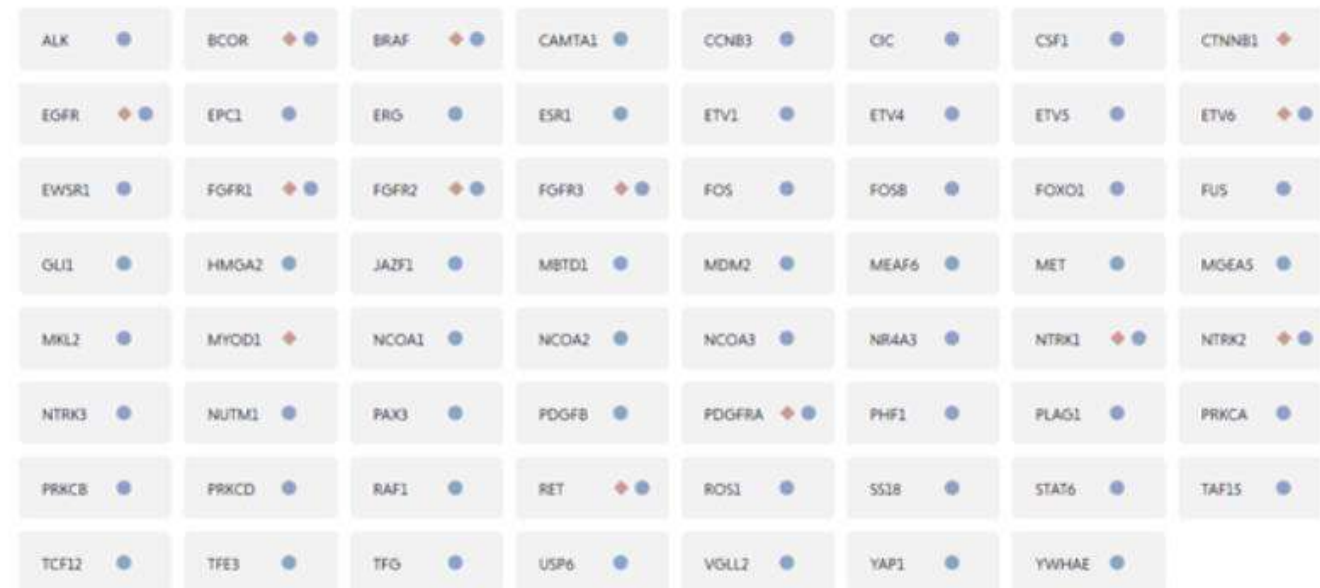 ALK BCOR BRAF CAMTA1 CCNB3 CIC CSF1 CTNNB1
EGFR EPC1 ERG ESR1 ETV1 ETV4 ETV5 ETV6
EWSR1 FGFR1 FGFR2 FGFR3 FOS FOSB FOXO1 FUS
GLI1 HMGA2 JAZF1 MBTD1 MDM2 MEAF6 MET MGEA5
MKL2 MYOD1 NCOA1 NCOA2 NCOA3 NR4A3 NTRK1 NTRK2
NTRK3 NUTM1 PAX3 PDGFB PDGFRA PHF1 PLAG1 PRKCA
PRKCB PRKCD RAF1 RET ROS1 SS18 STAT6 TAF15
TCF12 TFE3 TFG USP6 VGLL2 YAP1 YWHAE